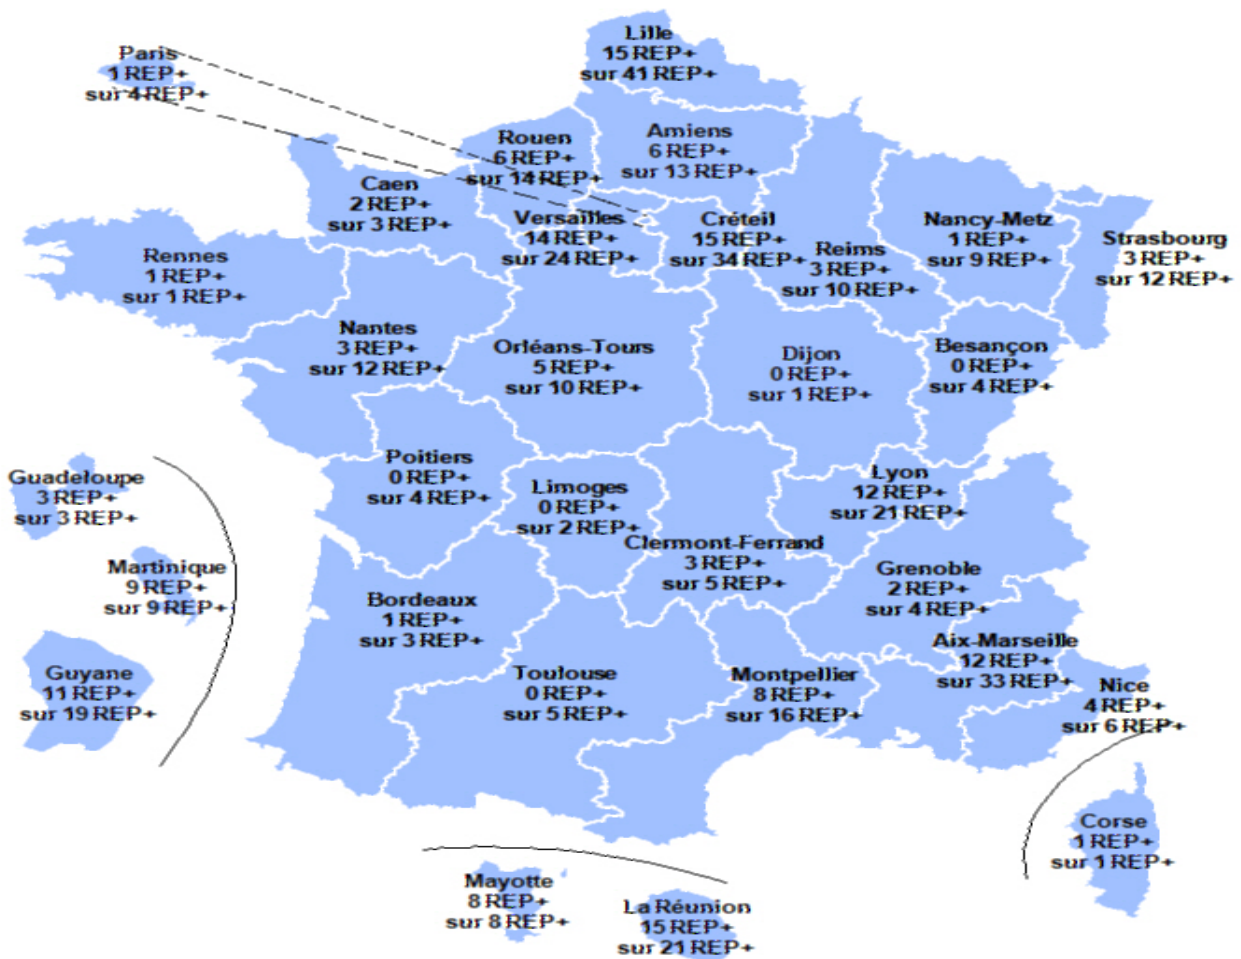 Lille
15 REP+
sur 41 REP+
Paris
1 REP+
sur 4 REP+
Rouen
6 REP+
sur 14 REP+
Amiens
6 REP+
sur 13 REP+
Caen
2 REP+
sur 3 REP+
Versailles
14 REP+
sur 24 REP+
Créteil
15 REP+
sur 34 REP+
Reims
3 REP+
sur 10 REP+
Nancy-Metz
1 REP+
sur 9 REP+
Strasbourg
3 REP+
sur 12 REP+
Rennes
1 REP+
sur 1 REP+
Nantes
3 REP+
sur 12 REP+
Orléans-Tours
5 REP+
sur 10 REP+
Dijon
0 REP+
sur 1 REP+
Besançon
0 REP+
sur 4 REP+
Poitiers
0 REP+
sur 4 REP+
Limoges
0 REP+
sur 2 REP+
Lyon
12 REP+
sur 21 REP+
Clermont-Ferrand
3 REP+
sur 5 REP+
Grenoble
2 REP+
sur 4 REP+
Guadeloupe
3 REP+
sur 3 REP+
Martinique
9 REP+
sur 9 REP+
Guyane
11 REP+
sur 19 REP+
Bordeaux
1 REP+
sur 3 REP+
Toulouse
0 REP+
sur 5 REP+
Montpellier
8 REP+
sur 16 REP+
Aix-Marseille
12 REP+
sur 33 REP+
Nice
4 REP+
sur 6 REP+
Corse
1 REP+
sur 1 REP+
Mayotte
8 REP+
sur 8 REP+
La Réunion
15 REP+
sur 21 REP+